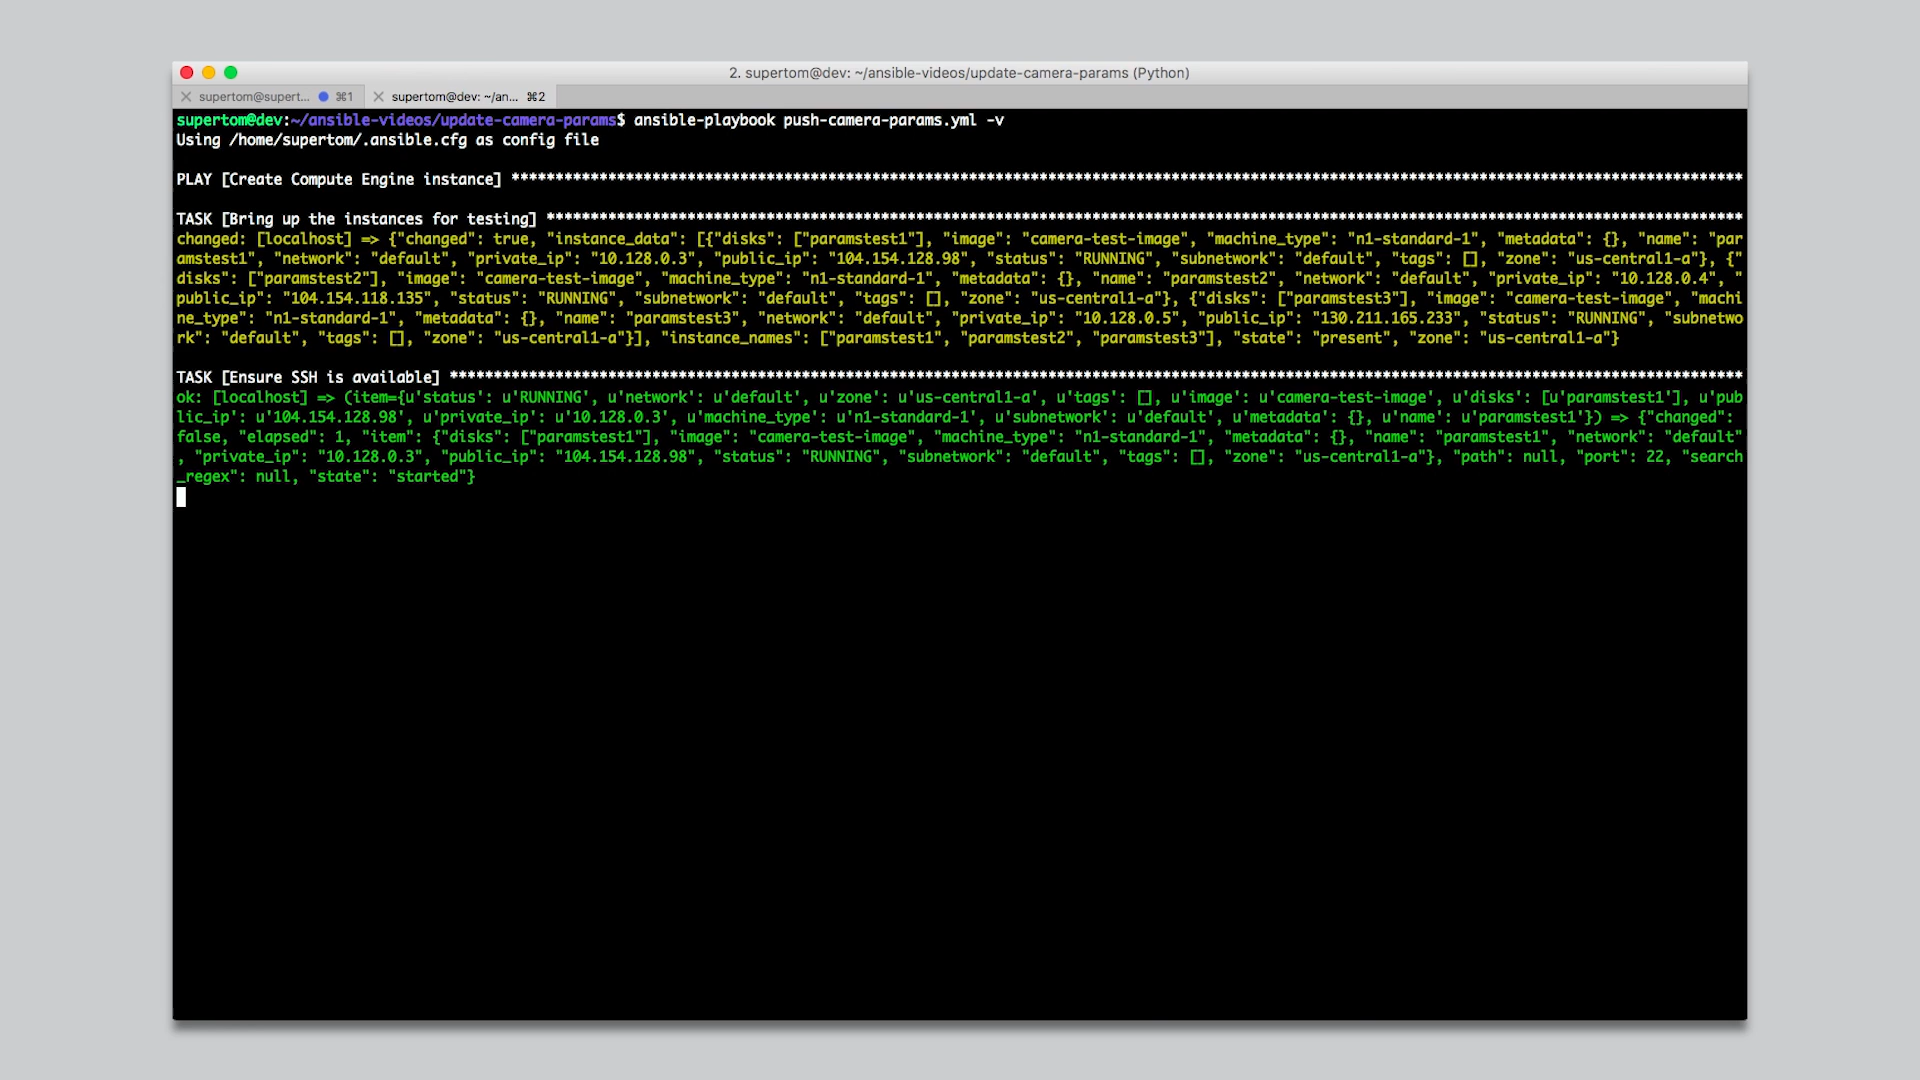 2. supertom@dev: ~/ansible-videos/update-camera-params (Python)
supertom@supert... ⌘1 supertom@dev: ~/an... ⌘2
supertom@dev:~/ansible-videos/update-camera-params$ ansible-playbook push-camera-params.yml -v
Using /home/supertom/.ansible.cfg as config file
PLAY [Create Compute Engine instance] ********************************************************************************************************************************************
TASK [Bring up the instances for testing] ****************************************************************************************************************************************
changed: [localhost] => {"changed": true, "instance_data": [{"disks": ["paramstest1"], "image": "camera-test-image", "machine_type": "n1-standard-1", "metadata": {}, "name": "par
amstest1", "network": "default", "private_ip": "10.128.0.3", "public_ip": "104.154.128.98", "status": "RUNNING", "subnetwork": "default", "tags": [], "zone": "us-central1-a"}, {"
disks": ["paramstest2"], "image": "camera-test-image", "machine_type": "n1-standard-1", "metadata": {}, "name": "paramstest2", "network": "default", "private_ip": "10.128.0.4", "
public_ip": "104.154.118.135", "status": "RUNNING", "subnetwork": "default", "tags": [], "zone": "us-central1-a"}, {"disks": ["paramstest3"], "image": "camera-test-image", "machi
ne_type": "n1-standard-1", "metadata": {}, "name": "paramstest3", "network": "default", "private_ip": "10.128.0.5", "public_ip": "130.211.165.233", "status": "RUNNING", "subnetwo
rk": "default", "tags": [], "zone": "us-central1-a"}], "instance_names": ["paramstest1", "paramstest2", "paramstest3"], "state": "present", "zone": "us-central1-a"}
TASK [Ensure SSH is available] ***************************************************************************************************************************************************
ok: [localhost] => (item={u'status': u'RUNNING', u'network': u'default', u'zone': u'us-central1-a', u'tags': [], u'image': u'camera-test-image', u'disks': [u'paramstest1'], u'pub
lic_ip': u'104.154.128.98', u'private_ip': u'10.128.0.3', u'machine_type': u'n1-standard-1', u'subnetwork': u'default', u'metadata': {}, u'name': u'paramstest1'}) => {"changed":
false, "elapsed": 1, "item": {"disks": ["paramstest1"], "image": "camera-test-image", "machine_type": "n1-standard-1", "metadata": {}, "name": "paramstest1", "network": "default"
, "private_ip": "10.128.0.3", "public_ip": "104.154.128.98", "status": "RUNNING", "subnetwork": "default", "tags": [], "zone": "us-central1-a"}, "path": null, "port": 22, "search
_regex": null, "state": "started"}